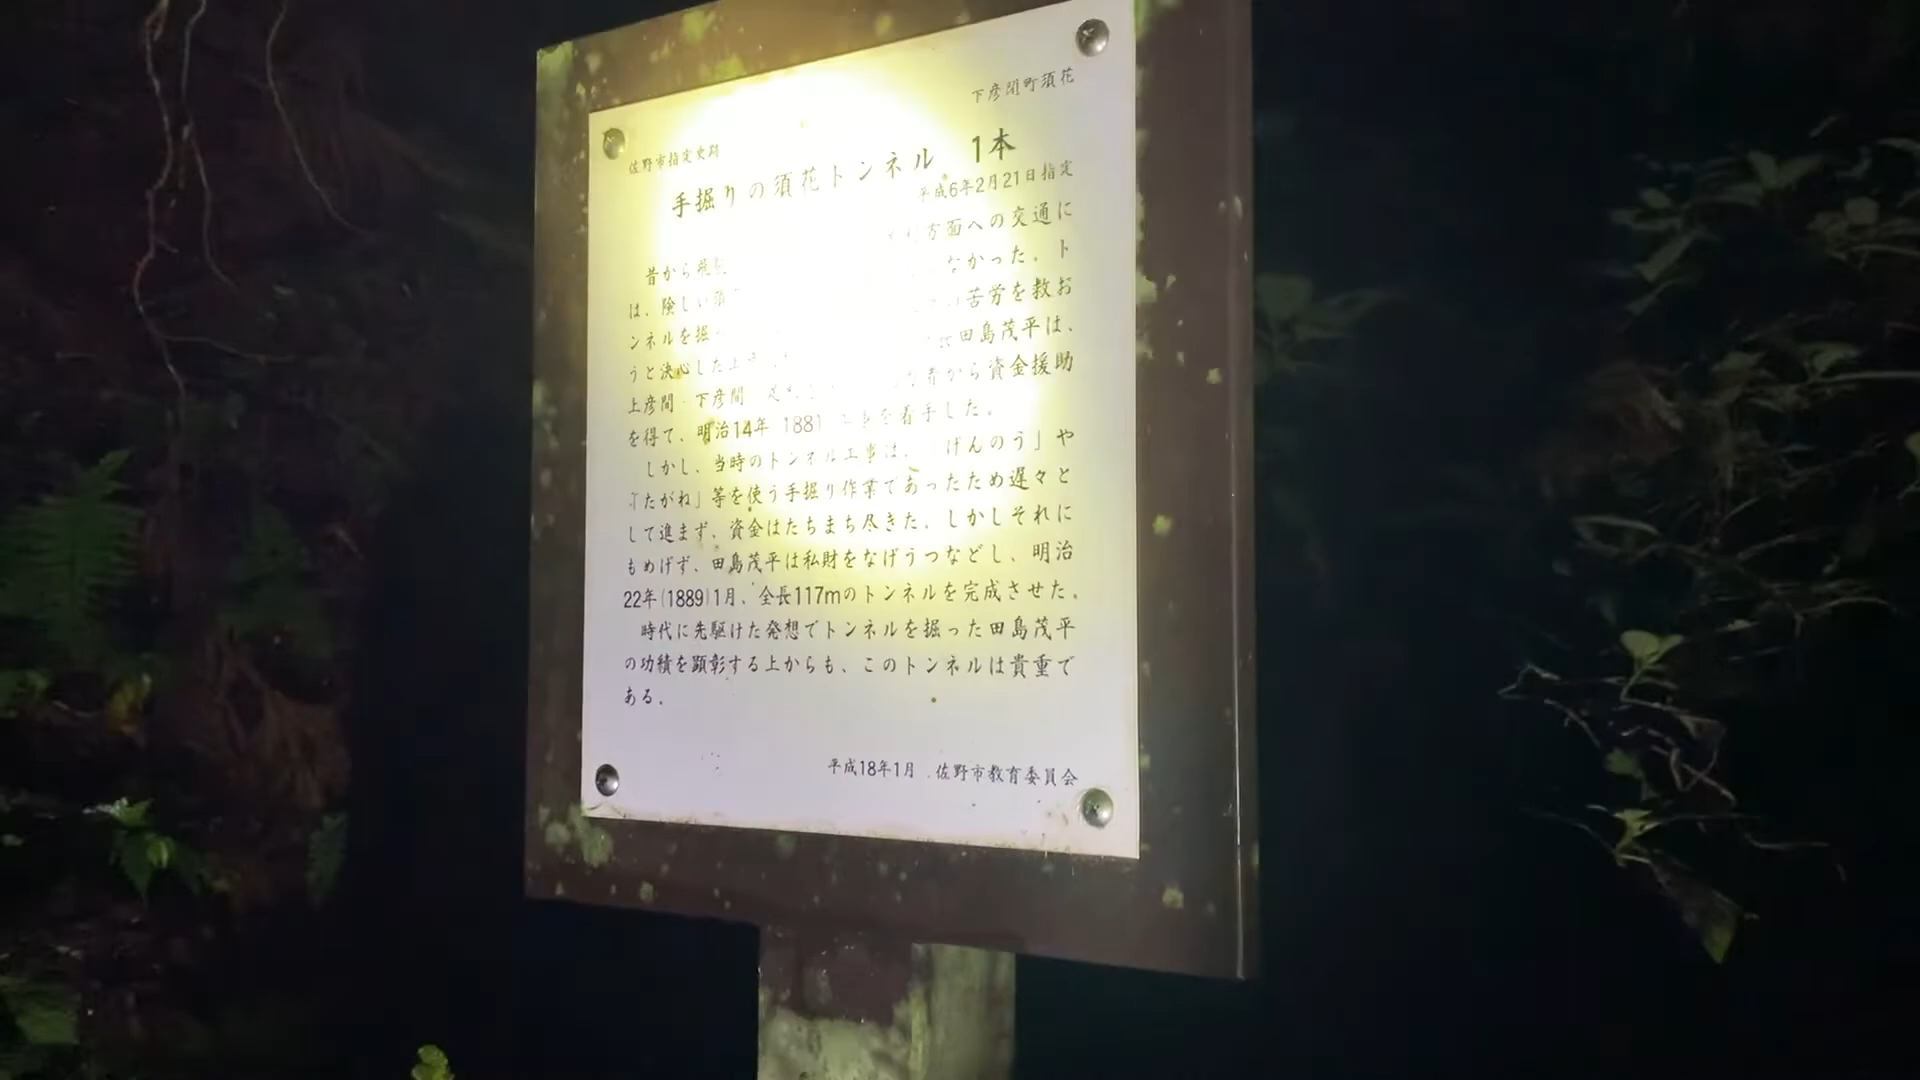 下彦間町須花
佐野市指定史跡
手掘りの須花トンネル 1本
平成6年2月21日指定
昔から 方面への交通に
は、険しい須 なかった。ト
ンネルを掘 苦労を救お
うと決心した上 田島茂平は、
上彦間・下彦間 から資金援助
を得て、明治14年 1881 を着手した。
しかし、当時のトンネル工事は、「げんのう」や
「たがね」等を使う手掘り作業であったため遅々と
して進まず、資金はたちまち尽きた。しかしそれに
もめげず、田島茂平は私財をなげうつなどし、明治
22年(1889)1月、全長117mのトンネルを完成させた。
時代に先駆けた発想でトンネルを掘った田島茂平
の功績を顕彰する上からも、このトンネルは貴重で
ある。
平成18年1月 佐野市教育委員会